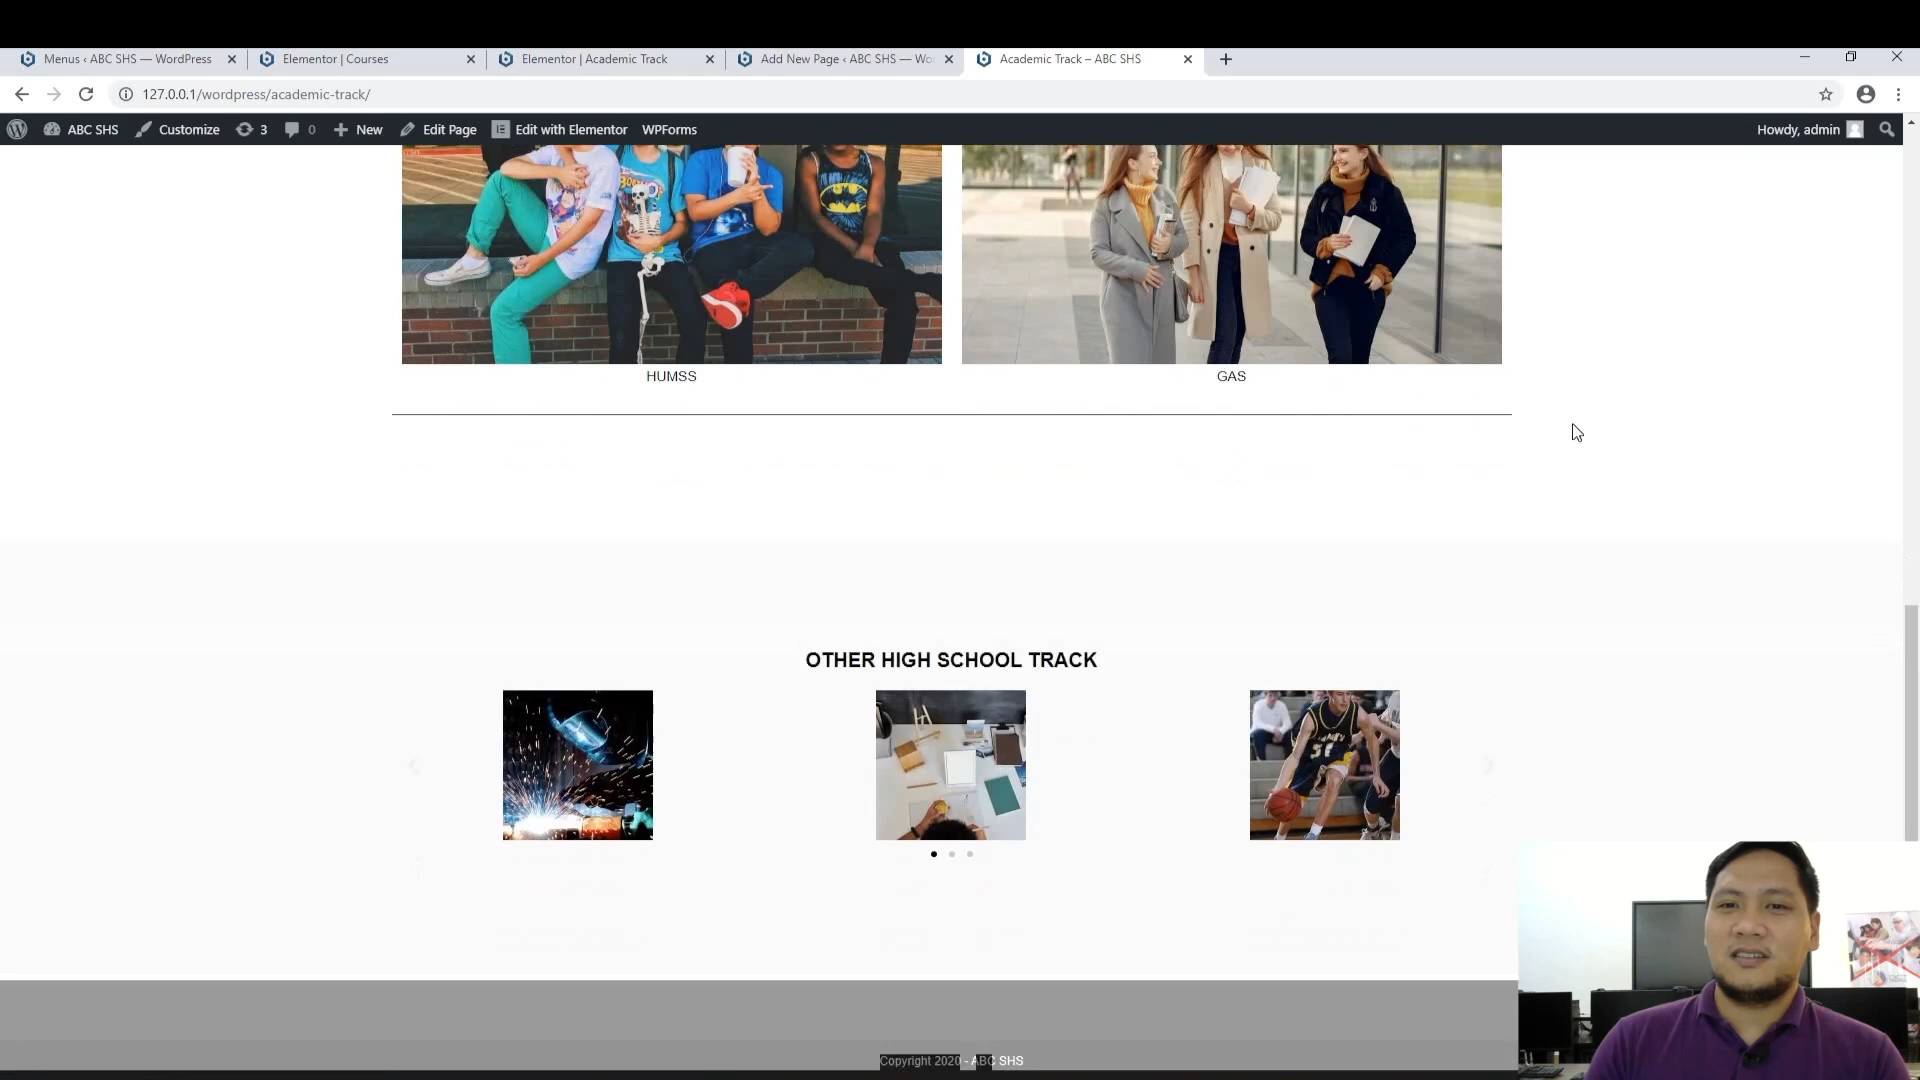 Menus ‹ ABC SHS — WordPress
Elementor | Courses
Elementor | Academic Track
Add New Page ‹ ABC SHS — Wo
Academic Track – ABC SHS
127.0.0.1/wordpress/academic-track/
ABC SHS
Customize
3
0
New
Edit Page
Edit with Elementor
WPForms
Howdy, admin
HUMSS
GAS
OTHER HIGH SCHOOL TRACK
Copyright 2020 - ABC SHS